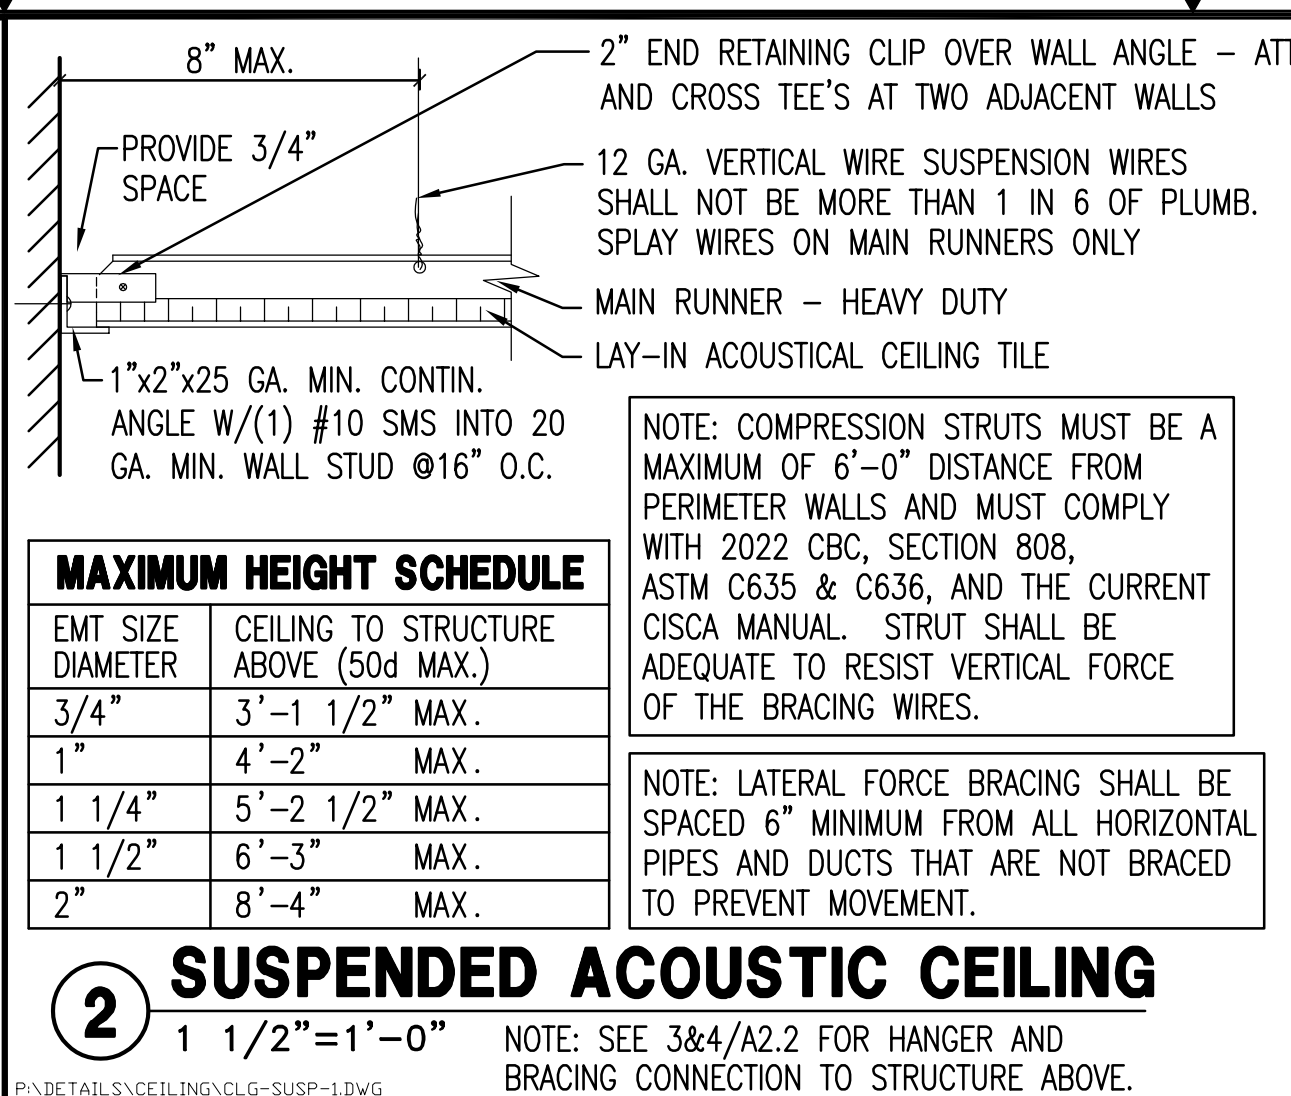 8" MAX.
2" END RETAINING CLIP OVER WALL ANGLE – ATT
AND CROSS TEE'S AT TWO ADJACENT WALLS
PROVIDE 3/4"
SPACE
12 GA. VERTICAL WIRE SUSPENSION WIRES
SHALL NOT BE MORE THAN 1 IN 6 OF PLUMB.
SPLAY WIRES ON MAIN RUNNERS ONLY
MAIN RUNNER – HEAVY DUTY
LAY–IN ACOUSTICAL CEILING TILE
1"x2"x25 GA. MIN. CONTIN.
ANGLE W/(1) #10 SMS INTO 20
GA. MIN. WALL STUD @16" O.C.
NOTE: COMPRESSION STRUTS MUST BE A
MAXIMUM OF 6'–0" DISTANCE FROM
PERIMETER WALLS AND MUST COMPLY
WITH 2022 CBC, SECTION 808,
ASTM C635 & C636, AND THE CURRENT
CISCA MANUAL. STRUT SHALL BE
ADEQUATE TO RESIST VERTICAL FORCE
OF THE BRACING WIRES.
MAXIMUM HEIGHT SCHEDULE
EMT SIZE DIAMETER
CEILING TO STRUCTURE ABOVE (50d MAX.)
3/4" 3'–1 1/2" MAX.
1" 4'–2" MAX.
1 1/4" 5'–2 1/2" MAX.
1 1/2" 6'–3" MAX.
2" 8'–4" MAX.
NOTE: LATERAL FORCE BRACING SHALL BE
SPACED 6" MINIMUM FROM ALL HORIZONTAL
PIPES AND DUCTS THAT ARE NOT BRACED
TO PREVENT MOVEMENT.
2 SUSPENDED ACOUSTIC CEILING
1 1/2"=1'–0"
NOTE: SEE 3&4/A2.2 FOR HANGER AND
BRACING CONNECTION TO STRUCTURE ABOVE.
P:\DETAILS\CEILING\CLG-SUSP-1.DWG